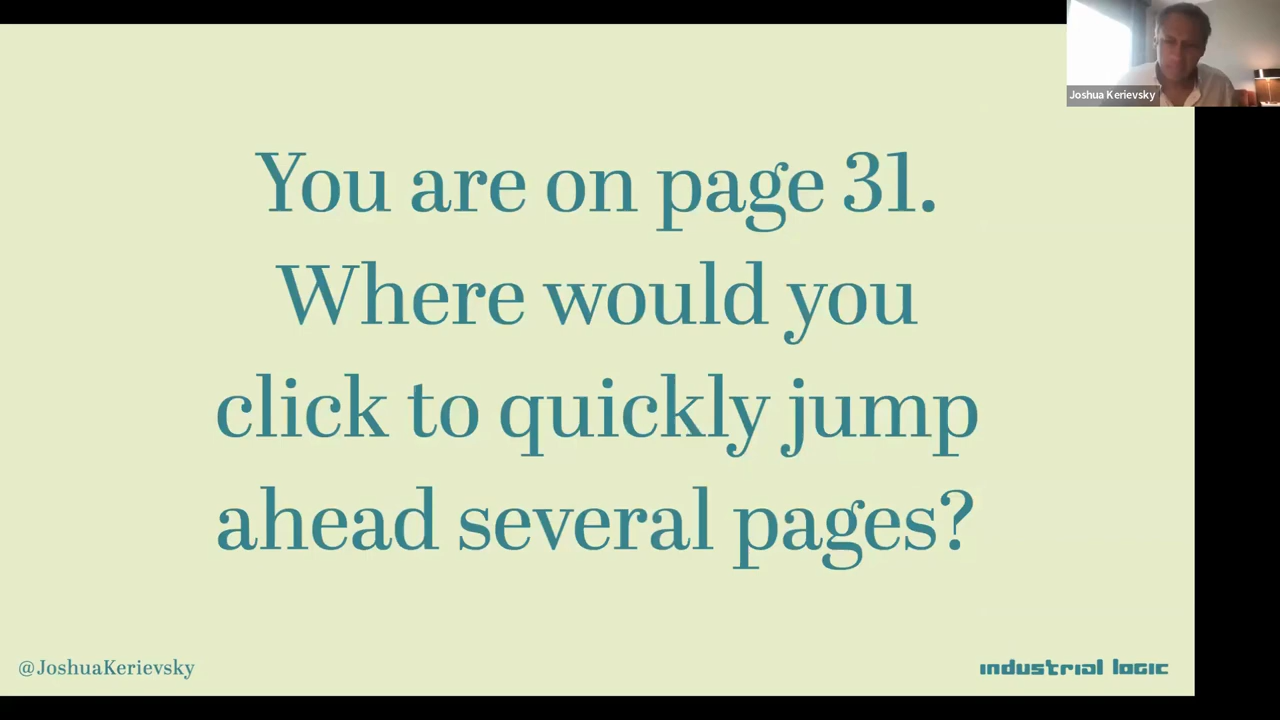 Joshua Kerievsky
You are on page 31.
Where would you
click to quickly jump
ahead several pages?
@JoshuaKerievsky
industrial logic